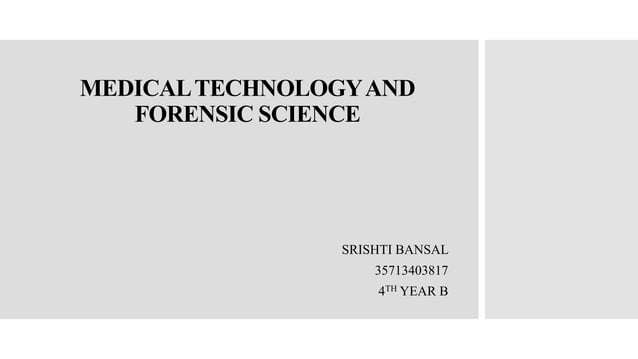 MEDICAL TECHNOLOGY AND
FORENSIC SCIENCE
SRISHTI BANSAL
35713403817
4TH YEAR B